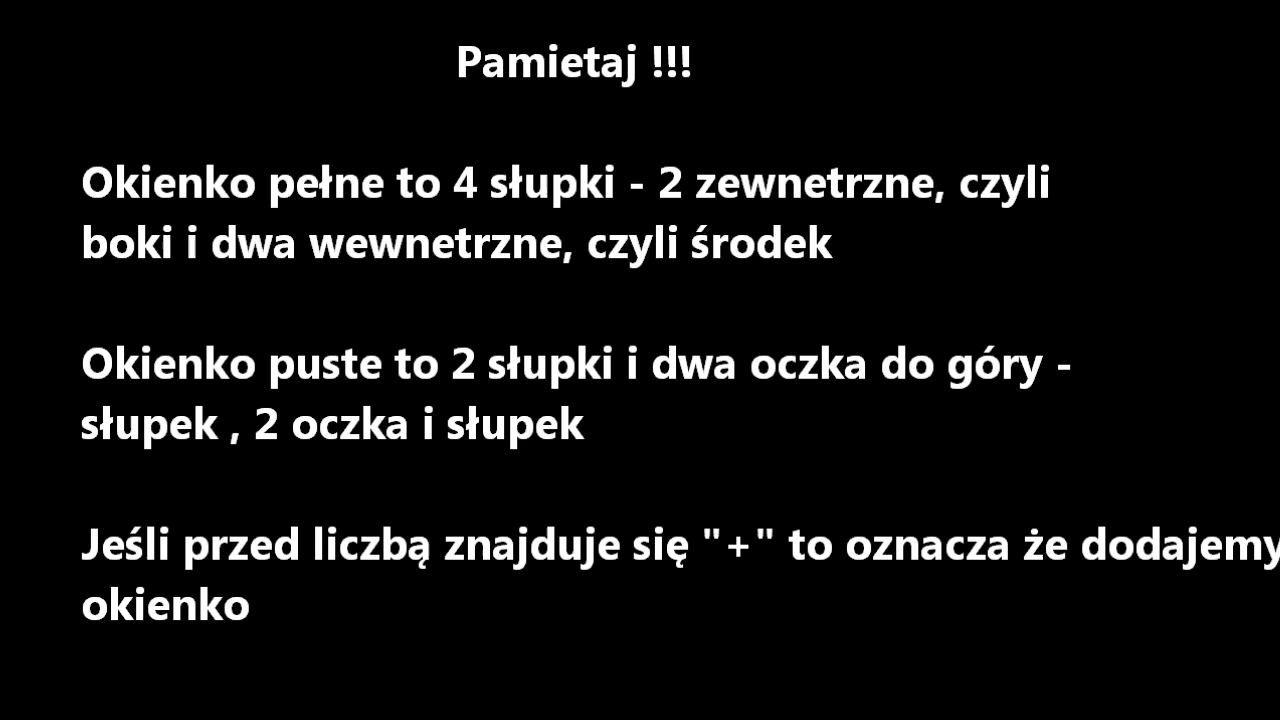 Pamietaj !!!
Okienko pełne to 4 słupki - 2 zewnetrzne, czyli
boki i dwa wewnetrzne, czyli środek
Okienko puste to 2 słupki i dwa oczka do góry -
słupek , 2 oczka i słupek
Jeśli przed liczbą znajduje się "+" to oznacza że dodajemy
okienko